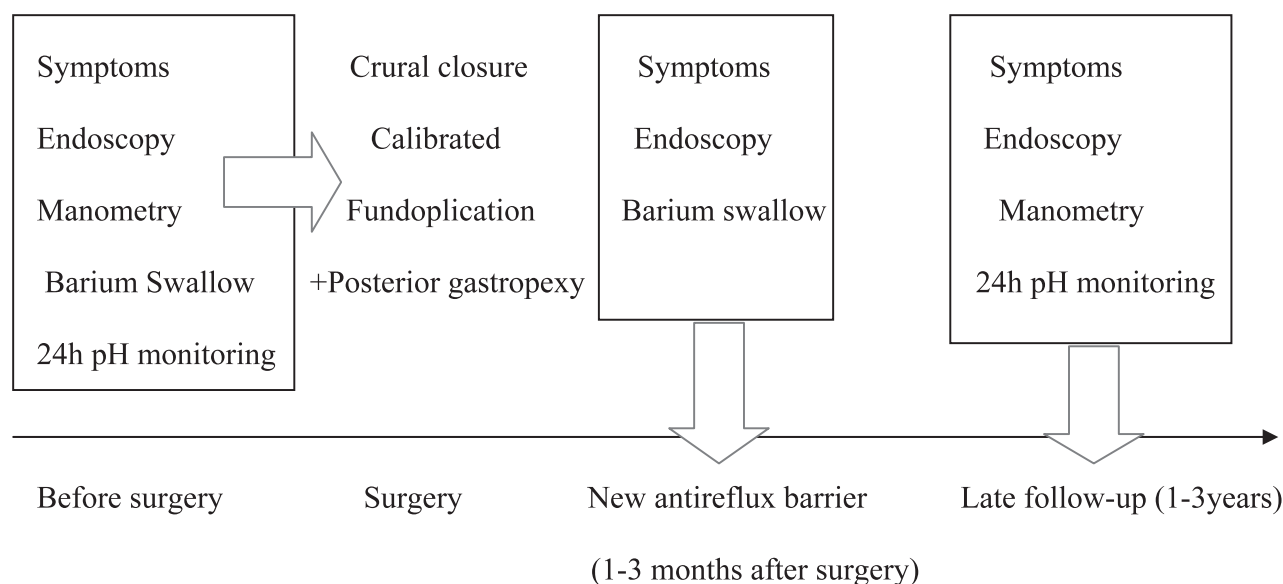 Symptoms
Endoscopy
Manometry
Barium Swallow
24h pH monitoring
Crural closure
Calibrated
Fundoplication
+Posterior gastropexy
Symptoms
Endoscopy
Barium swallow
Symptoms
Endoscopy
Manometry
24h pH monitoring
Before surgery
Surgery
New antireflux barrier
(1-3 months after surgery)
Late follow-up (1-3years)